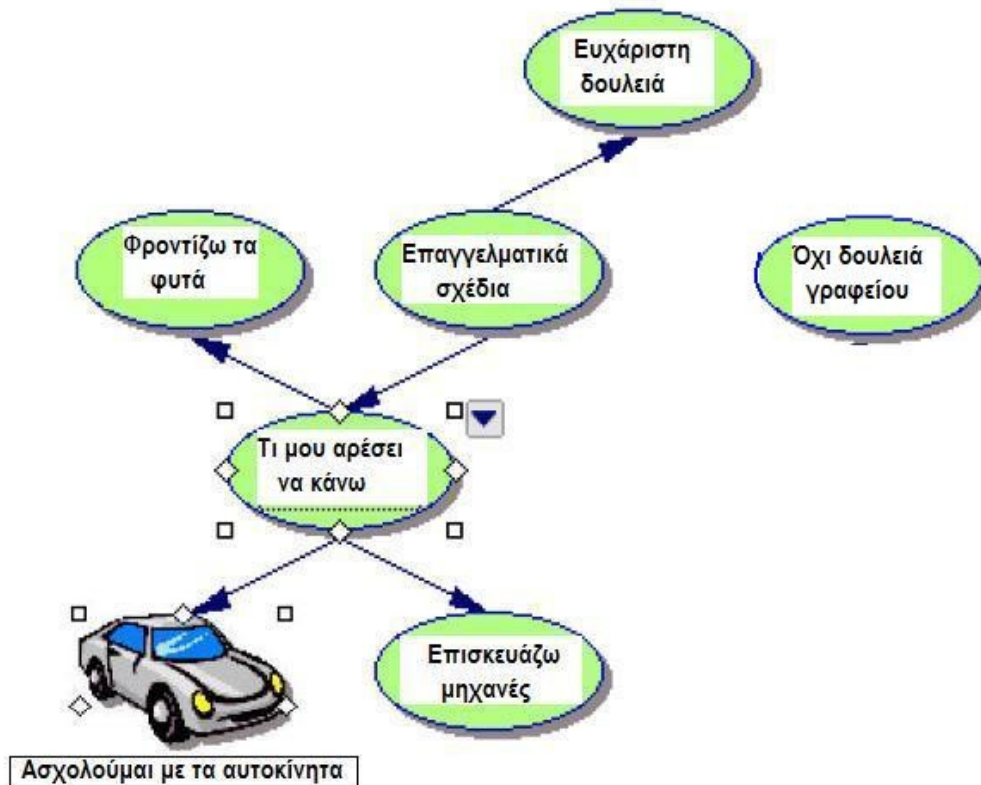 Ευχάριστη
δουλειά
Φροντίζω τα
φυτά
Επαγγελματικά
σχέδια
Όχι δουλειά
γραφείου
Τι μου αρέσει
να κάνω
Επισκευάζω
μηχανές
Ασχολούμαι με τα αυτοκίνητα